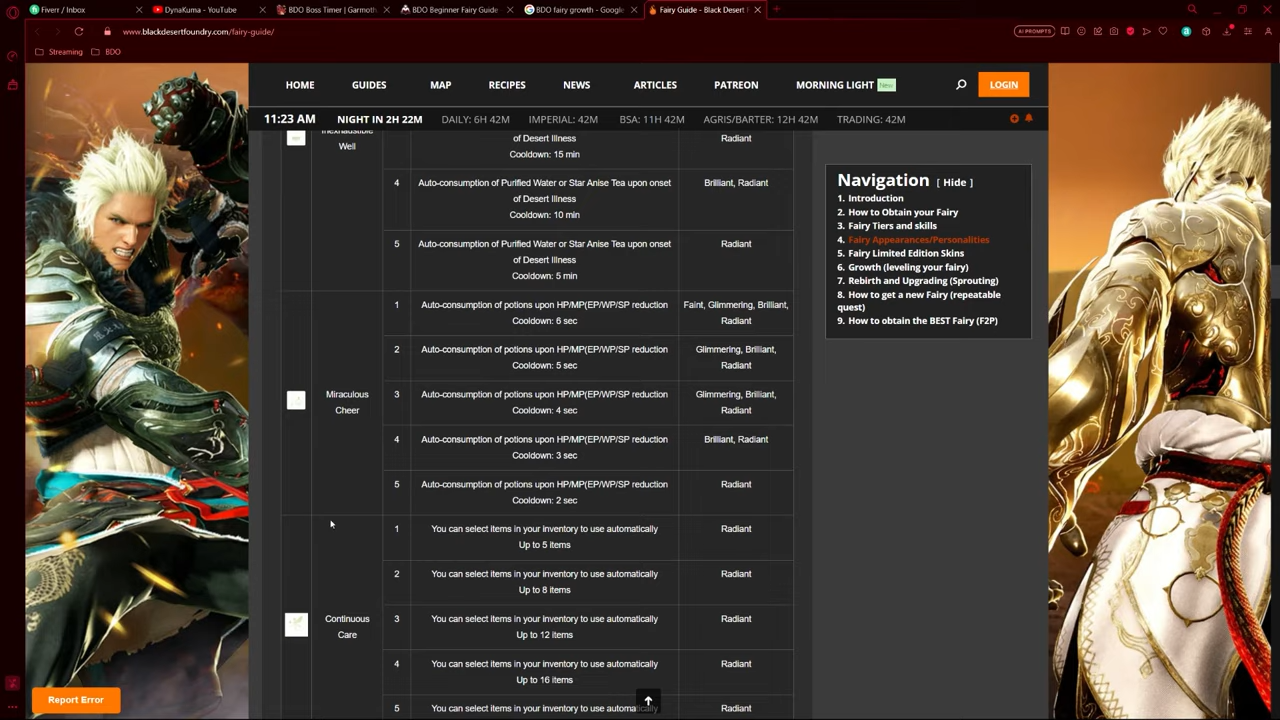 Fiverr / Inbox
DynaKuma - YouTube
BDO Boss Timer | Garmoth.
BDO Beginner Fairy Guide
BDO fairy growth - Google
Fairy Guide - Black Desert F
www.blackdesertfoundry.com/fairy-guide/
AI PROMPTS
Streaming
BDO
HOME
GUIDES
MAP
RECIPES
NEWS
ARTICLES
PATREON
MORNING LIGHT New
LOGIN
11:23 AM
NIGHT IN 2H 22M
DAILY: 6H 42M
IMPERIAL: 42M
BSA: 11H 42M
AGRIS/BARTER: 12H 42M
TRADING: 42M
Inexhaustible
Well
of Desert Illness
Cooldown: 15 min
Radiant
4
Auto-consumption of Purified Water or Star Anise Tea upon onset
of Desert Illness
Cooldown: 10 min
Brilliant, Radiant
5
Auto-consumption of Purified Water or Star Anise Tea upon onset
of Desert Illness
Cooldown: 5 min
Radiant
Miraculous
Cheer
1
Auto-consumption of potions upon HP/MP(EP/WP/SP reduction
Cooldown: 6 sec
Faint, Glimmering, Brilliant,
Radiant
2
Auto-consumption of potions upon HP/MP(EP/WP/SP reduction
Cooldown: 5 sec
Glimmering, Brilliant,
Radiant
3
Auto-consumption of potions upon HP/MP(EP/WP/SP reduction
Cooldown: 4 sec
Glimmering, Brilliant,
Radiant
4
Auto-consumption of potions upon HP/MP(EP/WP/SP reduction
Cooldown: 3 sec
Brilliant, Radiant
5
Auto-consumption of potions upon HP/MP(EP/WP/SP reduction
Cooldown: 2 sec
Radiant
Continuous
Care
1
You can select items in your inventory to use automatically
Up to 5 items
Radiant
2
You can select items in your inventory to use automatically
Up to 8 items
Radiant
3
You can select items in your inventory to use automatically
Up to 12 items
Radiant
4
You can select items in your inventory to use automatically
Up to 16 items
Radiant
5
You can select items in your inventory to use automatically
Radiant
Navigation [ Hide ]
1. Introduction
2. How to Obtain your Fairy
3. Fairy Tiers and skills
4. Fairy Appearances/Personalities
5. Fairy Limited Edition Skins
6. Growth (leveling your fairy)
7. Rebirth and Upgrading (Sprouting)
8. How to get a new Fairy (repeatable
quest)
9. How to obtain the BEST Fairy (F2P)
Report Error